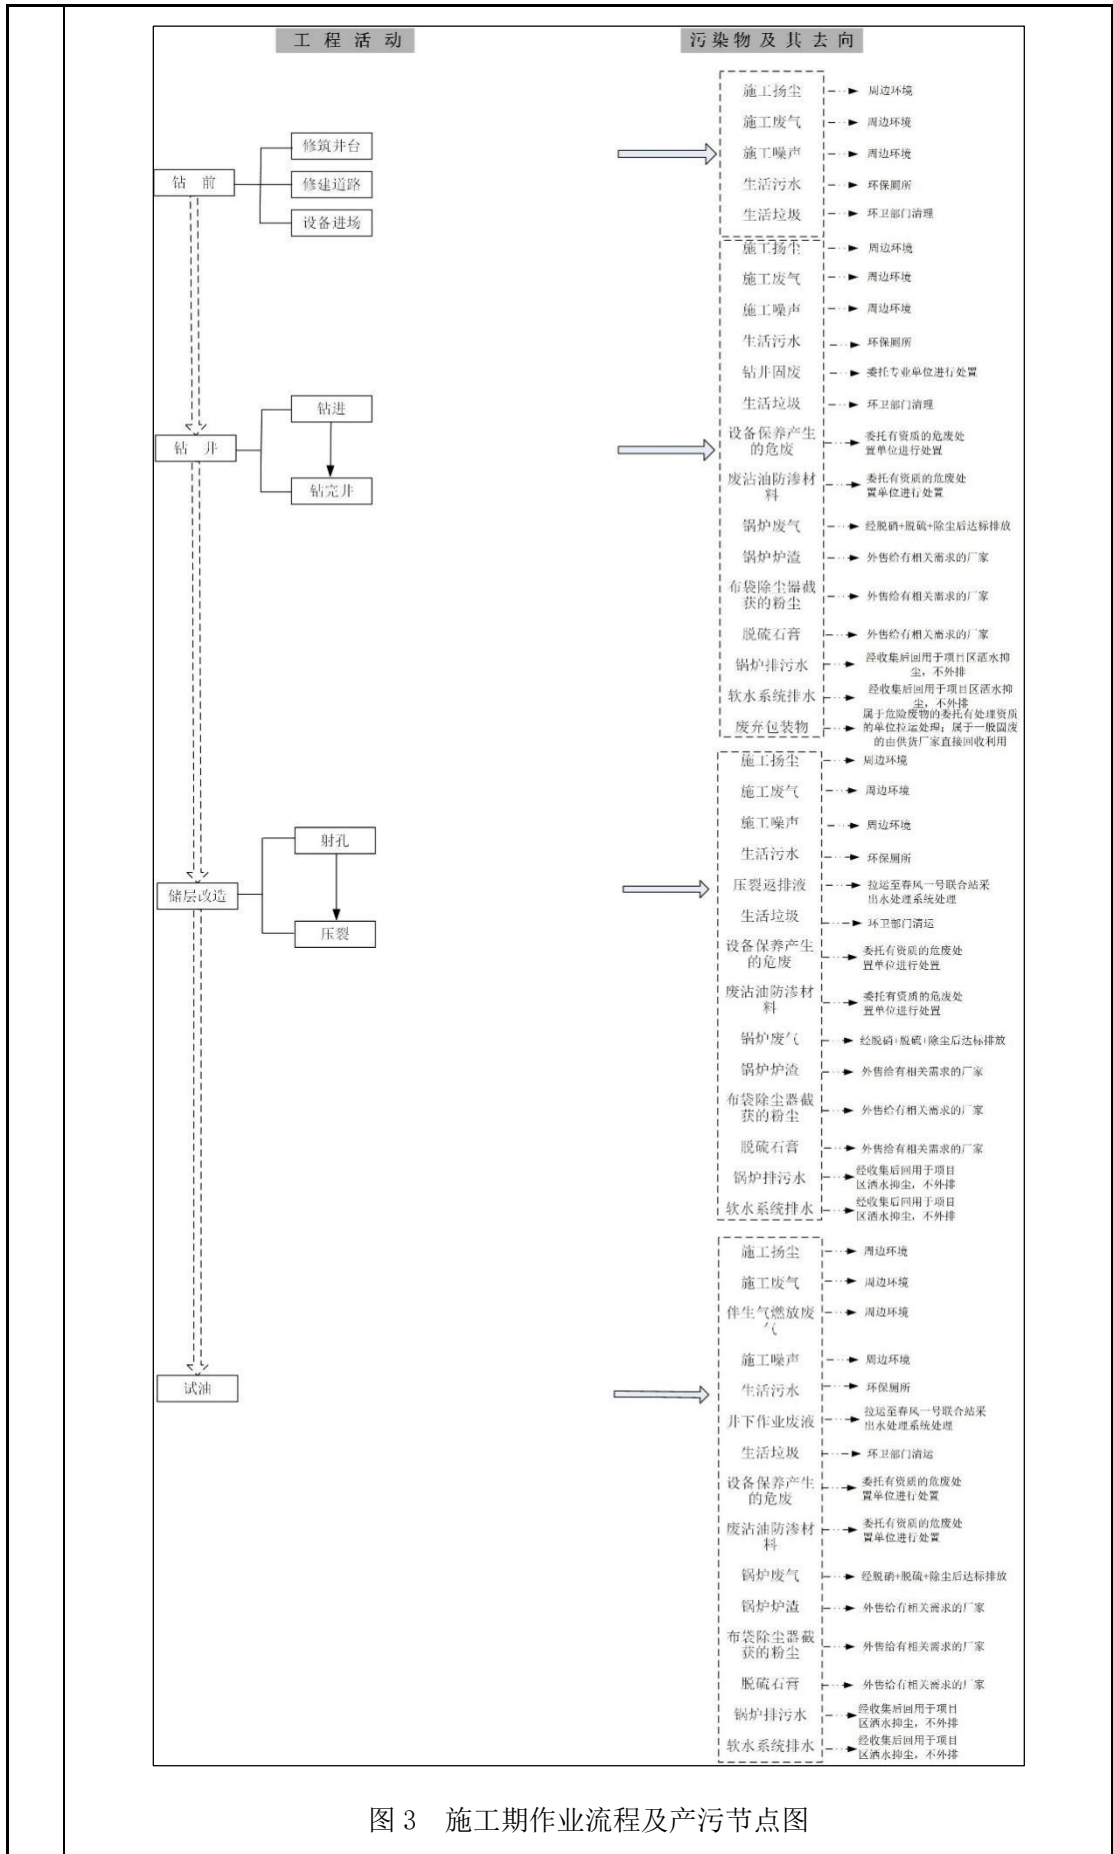 工程活动
污染物及其去向
钻前
修筑井台
修建道路
设备进场
施工扬尘
周边环境
施工废气
周边环境
施工噪声
周边环境
生活污水
环保厕所
生活垃圾
环卫部门清理
钻井
钻进
钻完井
施工扬尘
周边环境
施工废气
周边环境
施工噪声
周边环境
生活污水
环保厕所
钻井固废
委托专业单位进行处置
生活垃圾
环卫部门清理
设备保养产生
的危废
委托有资质的危废处
置单位进行处置
废沾油防渗材
料
委托有资质的危废处
置单位进行处置
锅炉废气
经脱硝+脱硫+除尘后达标排放
锅炉炉渣
外售给有相关需求的厂家
布袋除尘器截
获的粉尘
外售给有相关需求的厂家
脱硫石膏
外售给有相关需求的厂家
锅炉排污水
经收集后回用于项目区洒水抑
尘，不外排
软水系统排水
经收集后回用于项目区洒水抑
尘，不外排
废弃包装物
属于危险废物的委托有处理资质
的单位拉运处理；属于一般固废
的由供货厂家直接回收利用
储层改造
射孔
压裂
施工扬尘
周边环境
施工废气
周边环境
施工噪声
周边环境
生活污水
环保厕所
压裂返排液
拉运至春风一号联合站采
出水处理系统处理
生活垃圾
环卫部门清运
设备保养产生
的危废
委托有资质的危废处
置单位进行处置
废沾油防渗材
料
委托有资质的危废处
置单位进行处置
锅炉废气
经脱硝+脱硫+除尘后达标排放
锅炉炉渣
外售给有相关需求的厂家
布袋除尘器截
获的粉尘
外售给有相关需求的厂家
脱硫石膏
外售给有相关需求的厂家
锅炉排污水
经收集后回用于项目
区洒水抑尘，不外排
软水系统排水
经收集后回用于项目
区洒水抑尘，不外排
试油
施工扬尘
周边环境
施工废气
周边环境
伴生气燃放废
气
周边环境
施工噪声
周边环境
生活污水
环保厕所
井下作业废液
拉运至春风一号联合站采
出水处理系统处理
生活垃圾
环卫部门清运
设备保养产生
的危废
委托有资质的危废处
置单位进行处置
废沾油防渗材
料
委托有资质的危废处
置单位进行处置
锅炉废气
经脱硝+脱硫+除尘后达标排放
锅炉炉渣
外售给有相关需求的厂家
布袋除尘器截
获的粉尘
外售给有相关需求的厂家
脱硫石膏
外售给有相关需求的厂家
锅炉排污水
经收集后回用于项目
区洒水抑尘，不外排
软水系统排水
经收集后回用于项目
区洒水抑尘，不外排
图 3 施工期作业流程及产污节点图